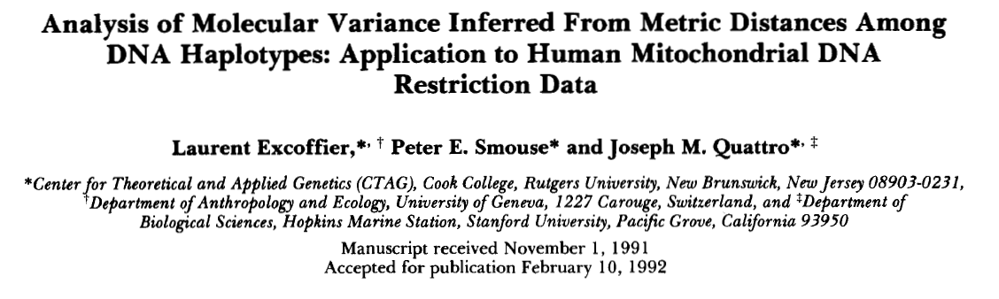 Analysis of Molecular Variance Inferred From Metric Distances Among
DNA Haplotypes: Application to Human Mitochondrial DNA
Restriction Data
Laurent Excoffier,*, † Peter E. Smouse* and Joseph M. Quattro*, ‡
*Center for Theoretical and Applied Genetics (CTAG), Cook College, Rutgers University, New Brunswick, New Jersey 08903-0231,
†Department of Anthropology and Ecology, University of Geneva, 1227 Carouge, Switzerland, and ‡Department of
Biological Sciences, Hopkins Marine Station, Stanford University, Pacific Grove, California 93950
Manuscript received November 1, 1991
Accepted for publication February 10, 1992